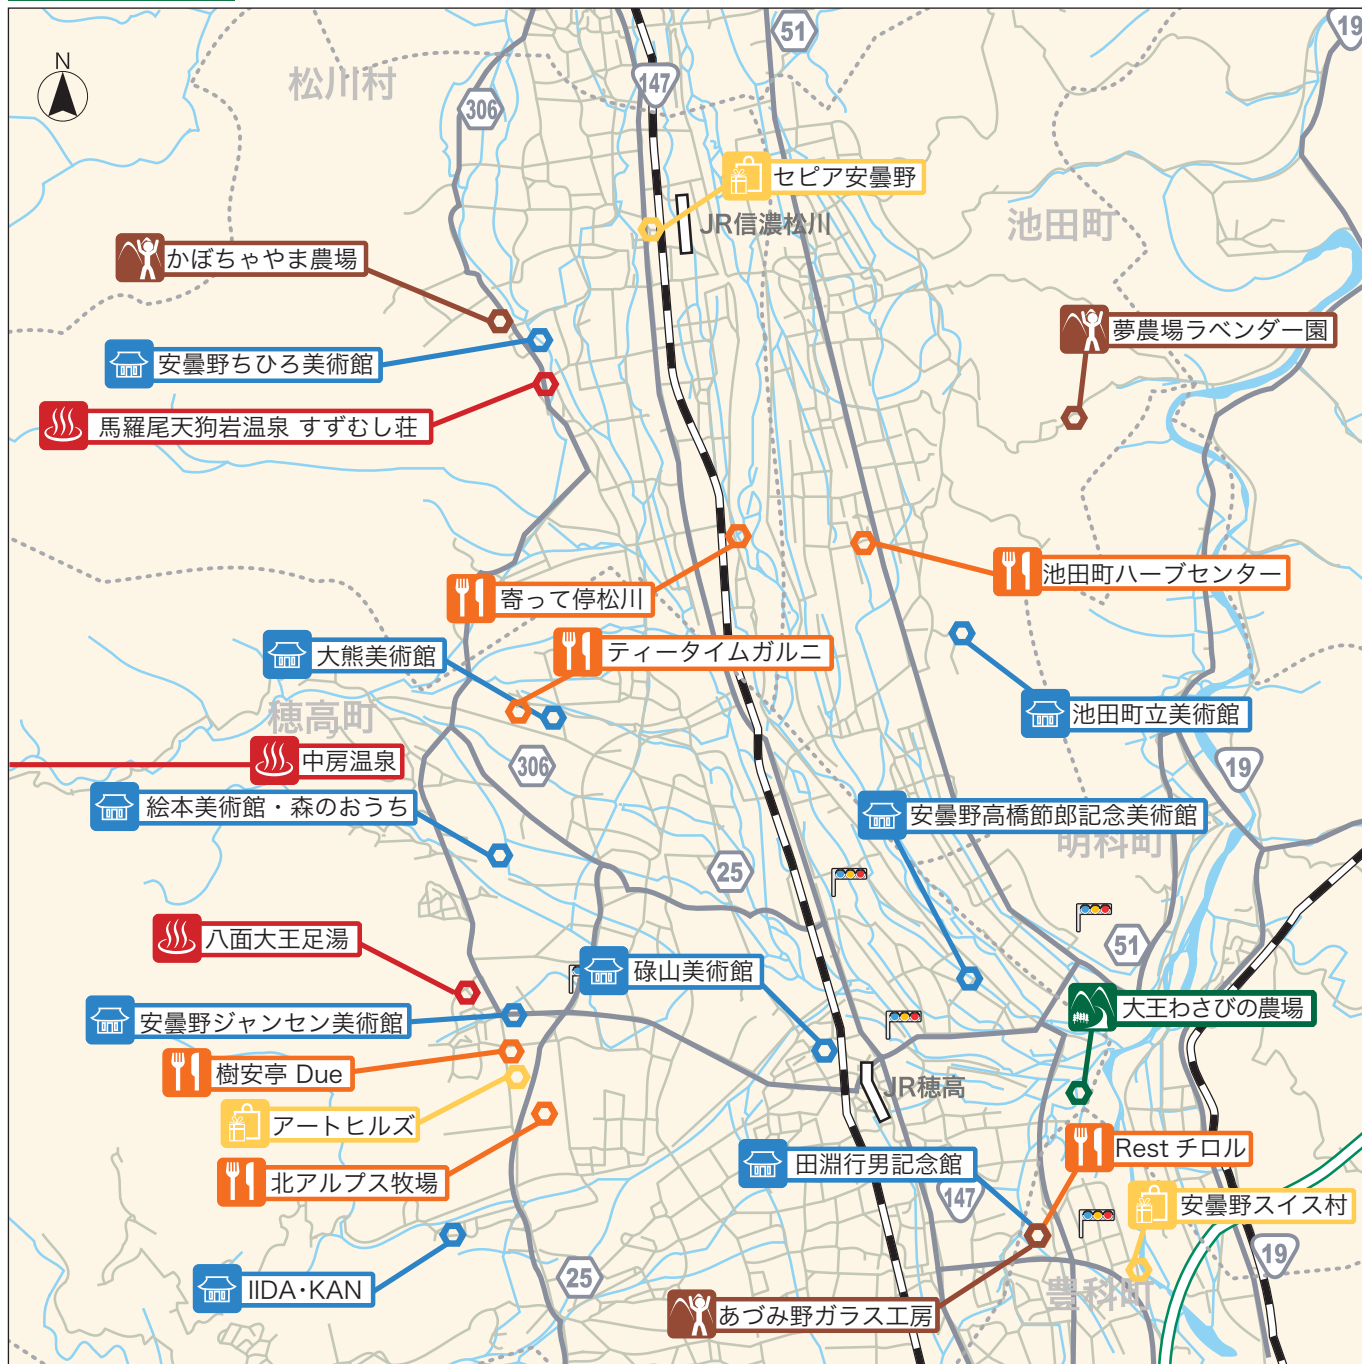 19
51
N
松川村
147
306
セピア安曇野
JR信濃松川
池田町
かぼちゃやま農場
夢農場ラベンダー園
安曇野ちひろ美術館
馬羅尾天狗岩温泉 すずむし荘
池田町ハーブセンター
寄って停松川
大熊美術館
ティータイムガルニ
穂高町
池田町立美術館
中房温泉
306
19
絵本美術館・森のおうち
安曇野高橋節郎記念美術館
明科町
25
八面大王足湯
51
碌山美術館
大王わさびの農場
安曇野ジャンセン美術館
樹安亭 Due
JR穂高
アートヒルズ
Rest チロル
田淵行男記念館
北アルプス牧場
147
安曇野スイス村
19
25
IIDA・KAN
豊科町
あづみ野ガラス工房